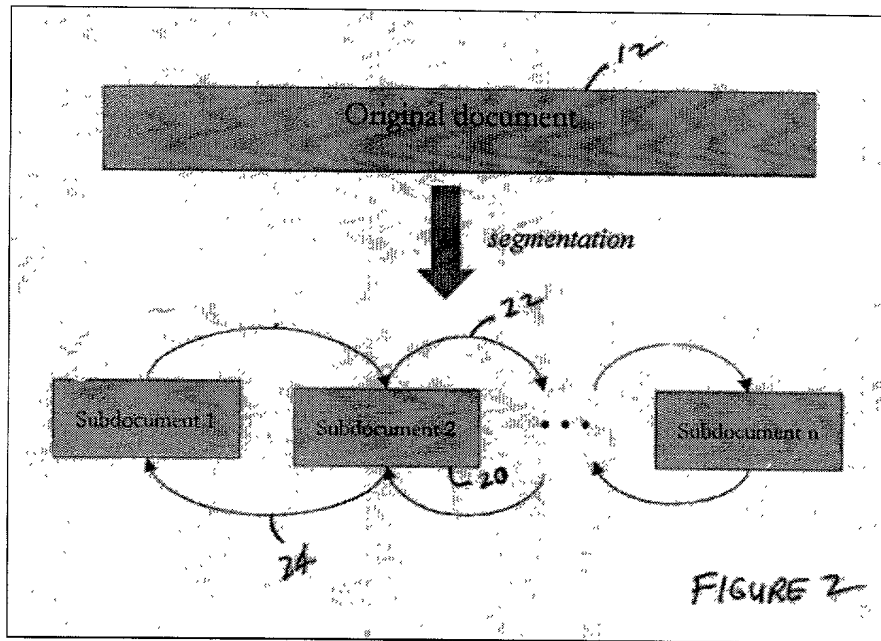 12
Original document
segmentation
22
Subdocument 1
Subdocument 2
• • •
Subdocument n
20
24
FIGURE 2